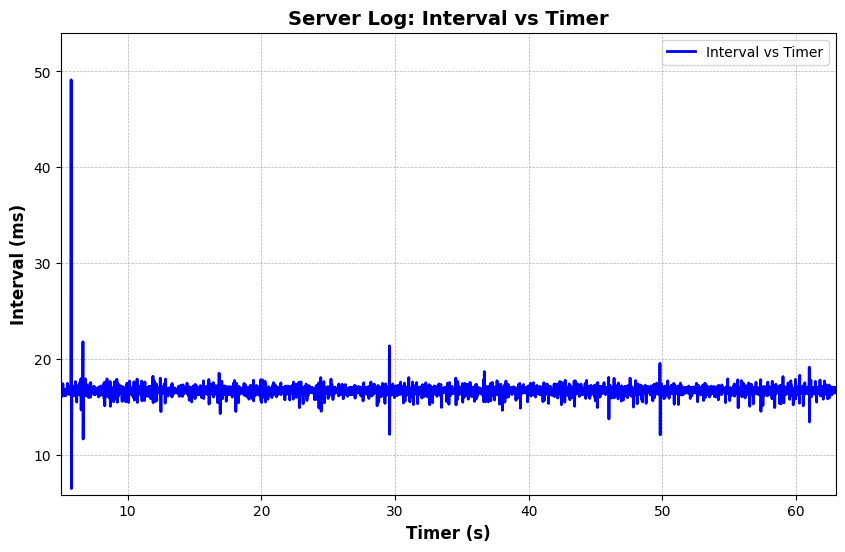 Server Log: Interval vs Timer
Interval vs Timer
50
40
30
20
10
Interval (ms)
10 20 30 40 50 60
Timer (s)